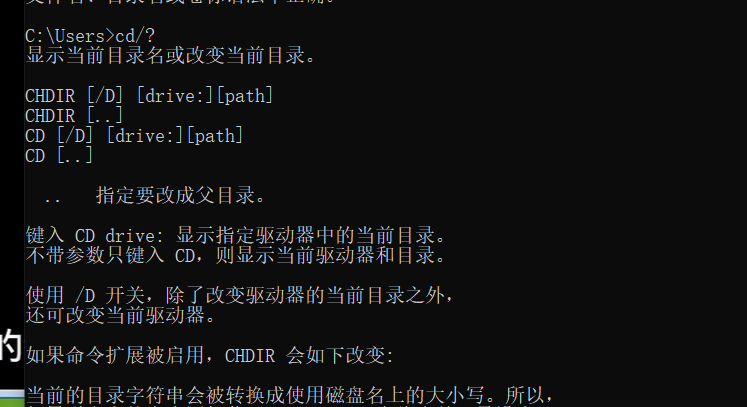 C:\Users>cd/?
显示当前目录名或改变当前目录。
CHDIR [/D] [drive:][path]
CHDIR [..]
CD [/D] [drive:][path]
CD [..]
.. 指定要改成父目录。
键入 CD drive: 显示指定驱动器中的当前目录。
不带参数只键入 CD，则显示当前驱动器和目录。
使用 /D 开关，除了改变驱动器的当前目录之外，
还可改变当前驱动器。
的
如果命令扩展被启用，CHDIR 会如下改变:
当前的目录字符串会被转换成使用磁盘名上的大小写。所以，